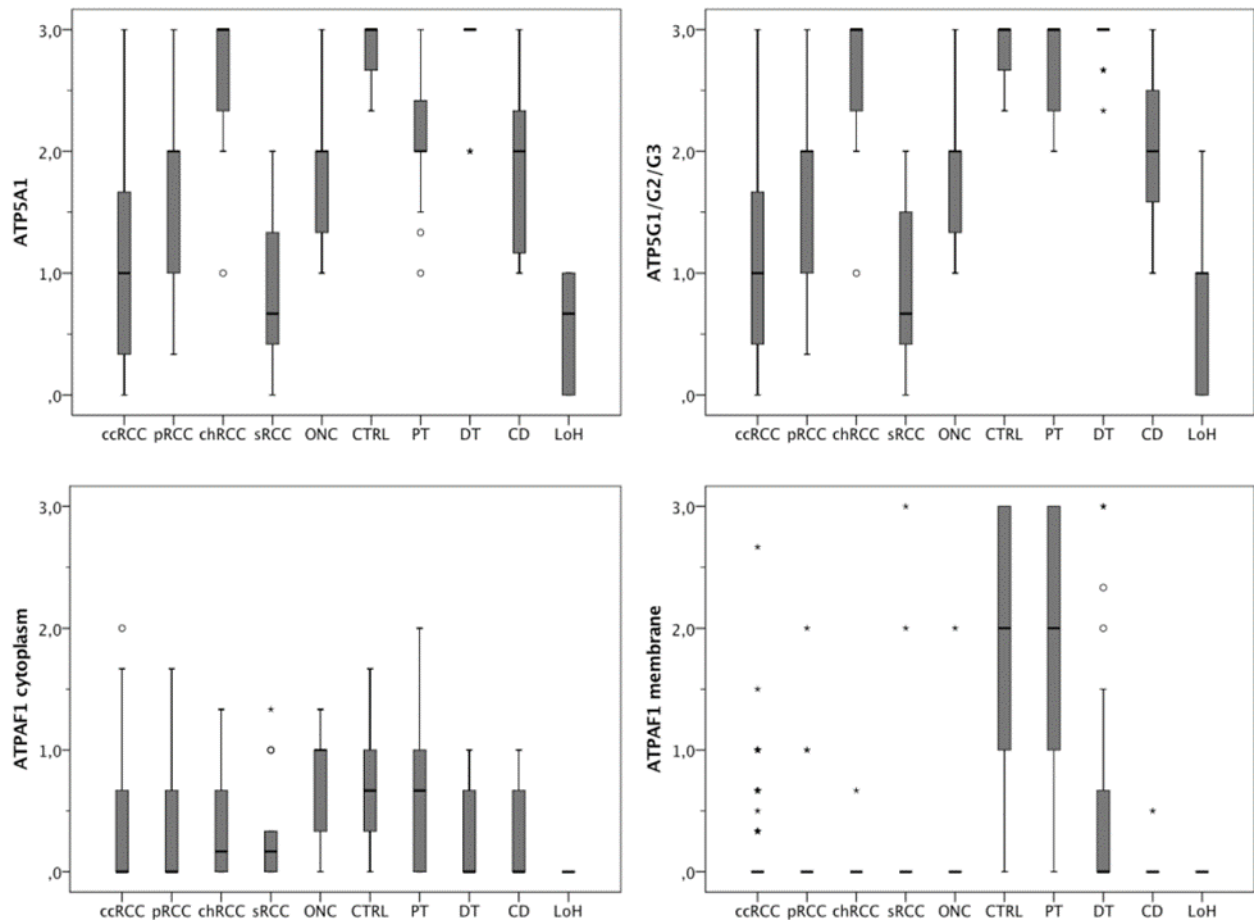 ATP5A1
3,0
2,0
1,0
,0
ccRCC pRCC chRCC sRCC ONC CTRL PT DT CD LoH
ATP5G1/G2/G3
3,0
2,0
1,0
,0
ccRCC pRCC chRCC sRCC ONC CTRL PT DT CD LoH
ATPAF1 cytoplasm
3,0
2,0
1,0
,0
ccRCC pRCC chRCC sRCC ONC CTRL PT DT CD LoH
ATPAF1 membrane
3,0
2,0
1,0
,0
ccRCC pRCC chRCC sRCC ONC CTRL PT DT CD LoH